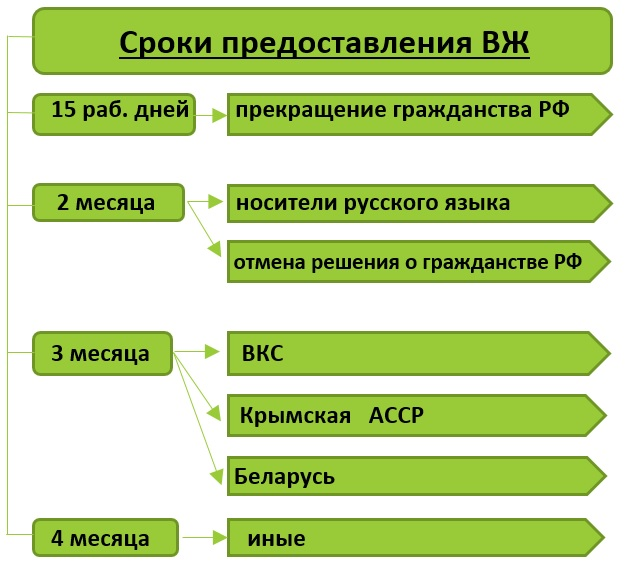 Сроки предоставления ВЖ
15 раб. дней
прекращение гражданства РФ
2 месяца
носители русского языка
отмена решения о гражданстве РФ
3 месяца
ВКС
Крымская АССР
Беларусь
4 месяца
иные